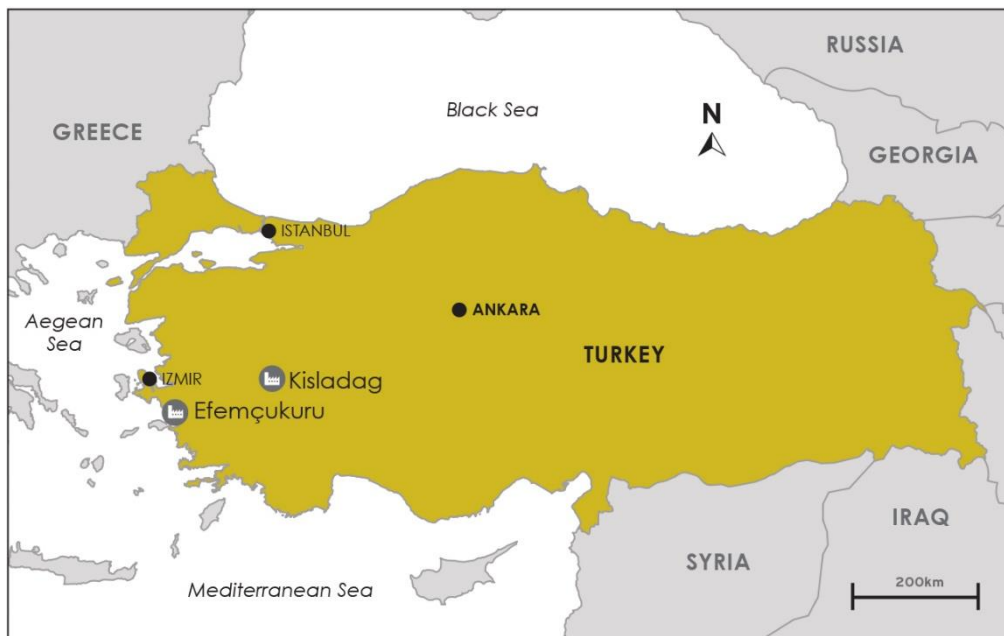 RUSSIA
Black Sea
N
GREECE
GEORGIA
ISTANBUL
ANKARA
Aegean
Sea
TURKEY
IZMIR
Kisladag
Efemçukuru
IRAQ
SYRIA
Mediterranean Sea
200km